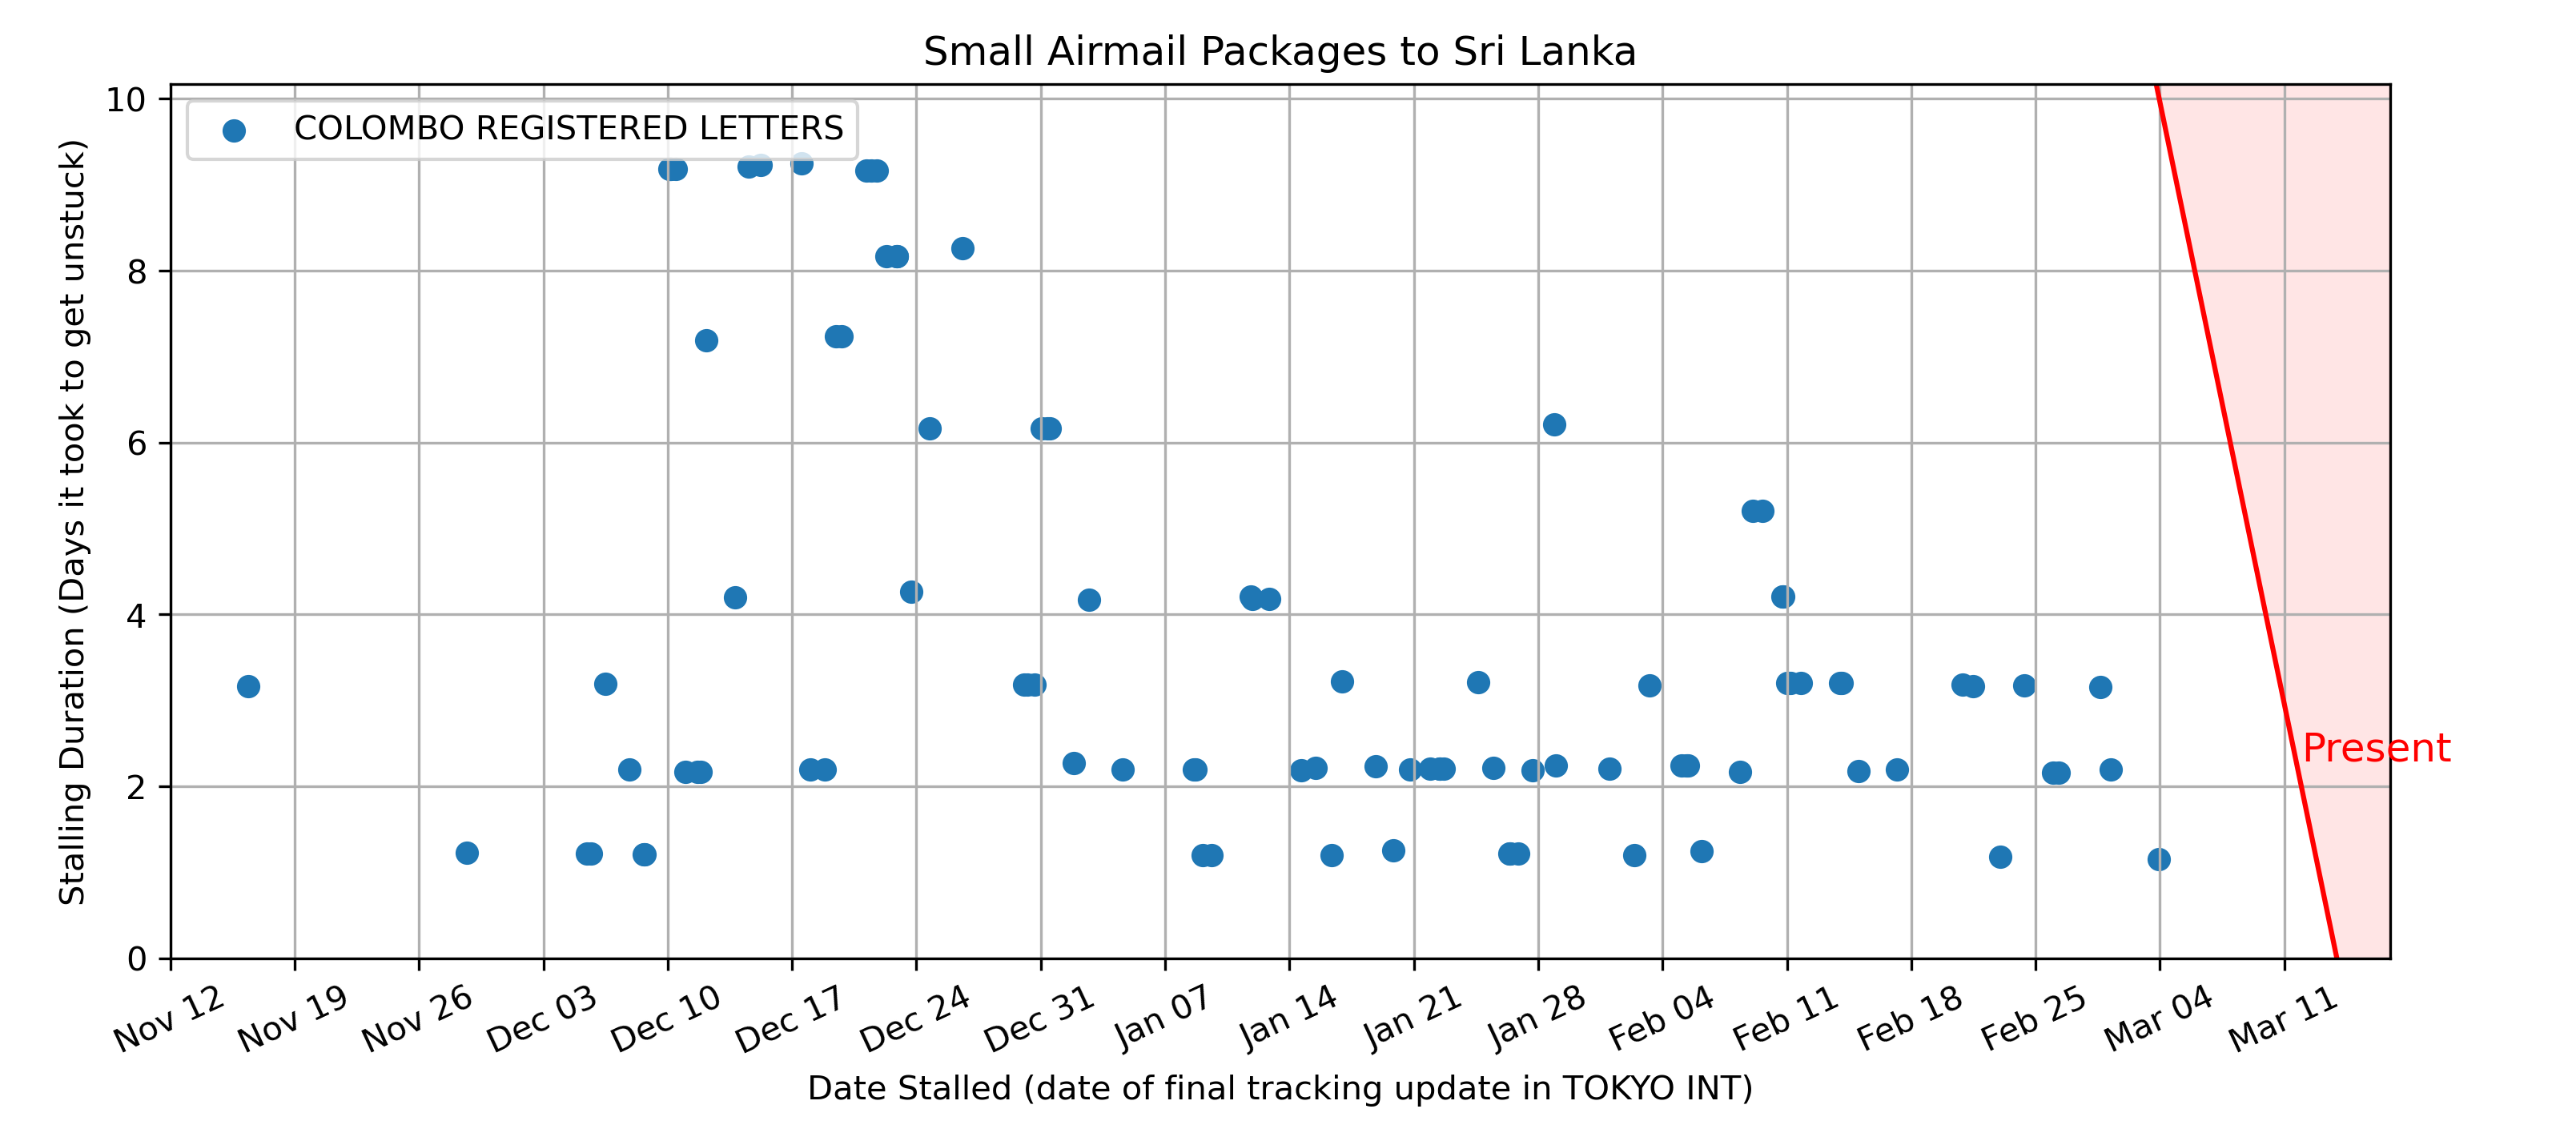 Small Airmail Packages to Sri Lanka
COLOMBO REGISTERED LETTERS
Stalling Duration (Days it took to get unstuck)
10
8
6
4
2
0
Present
Nov 12 Nov 19 Nov 26 Dec 03 Dec 10 Dec 17 Dec 24 Dec 31 Jan 07 Jan 14 Jan 21 Jan 28 Feb 04 Feb 11 Feb 18 Feb 25 Mar 04 Mar 11
Date Stalled (date of final tracking update in TOKYO INT)